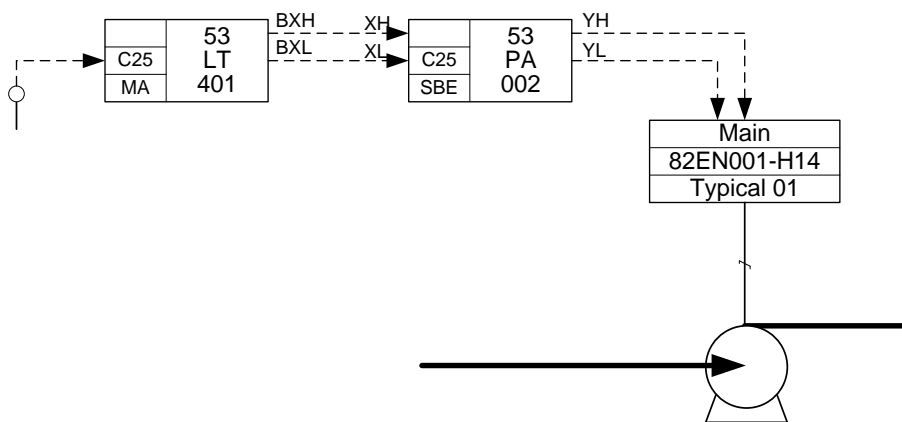 BXH
XH
YH
BXL
XL
YL
53
C25
LT
MA
401
53
C25
PA
SBE
002
Main
82EN001-H14
Typical 01